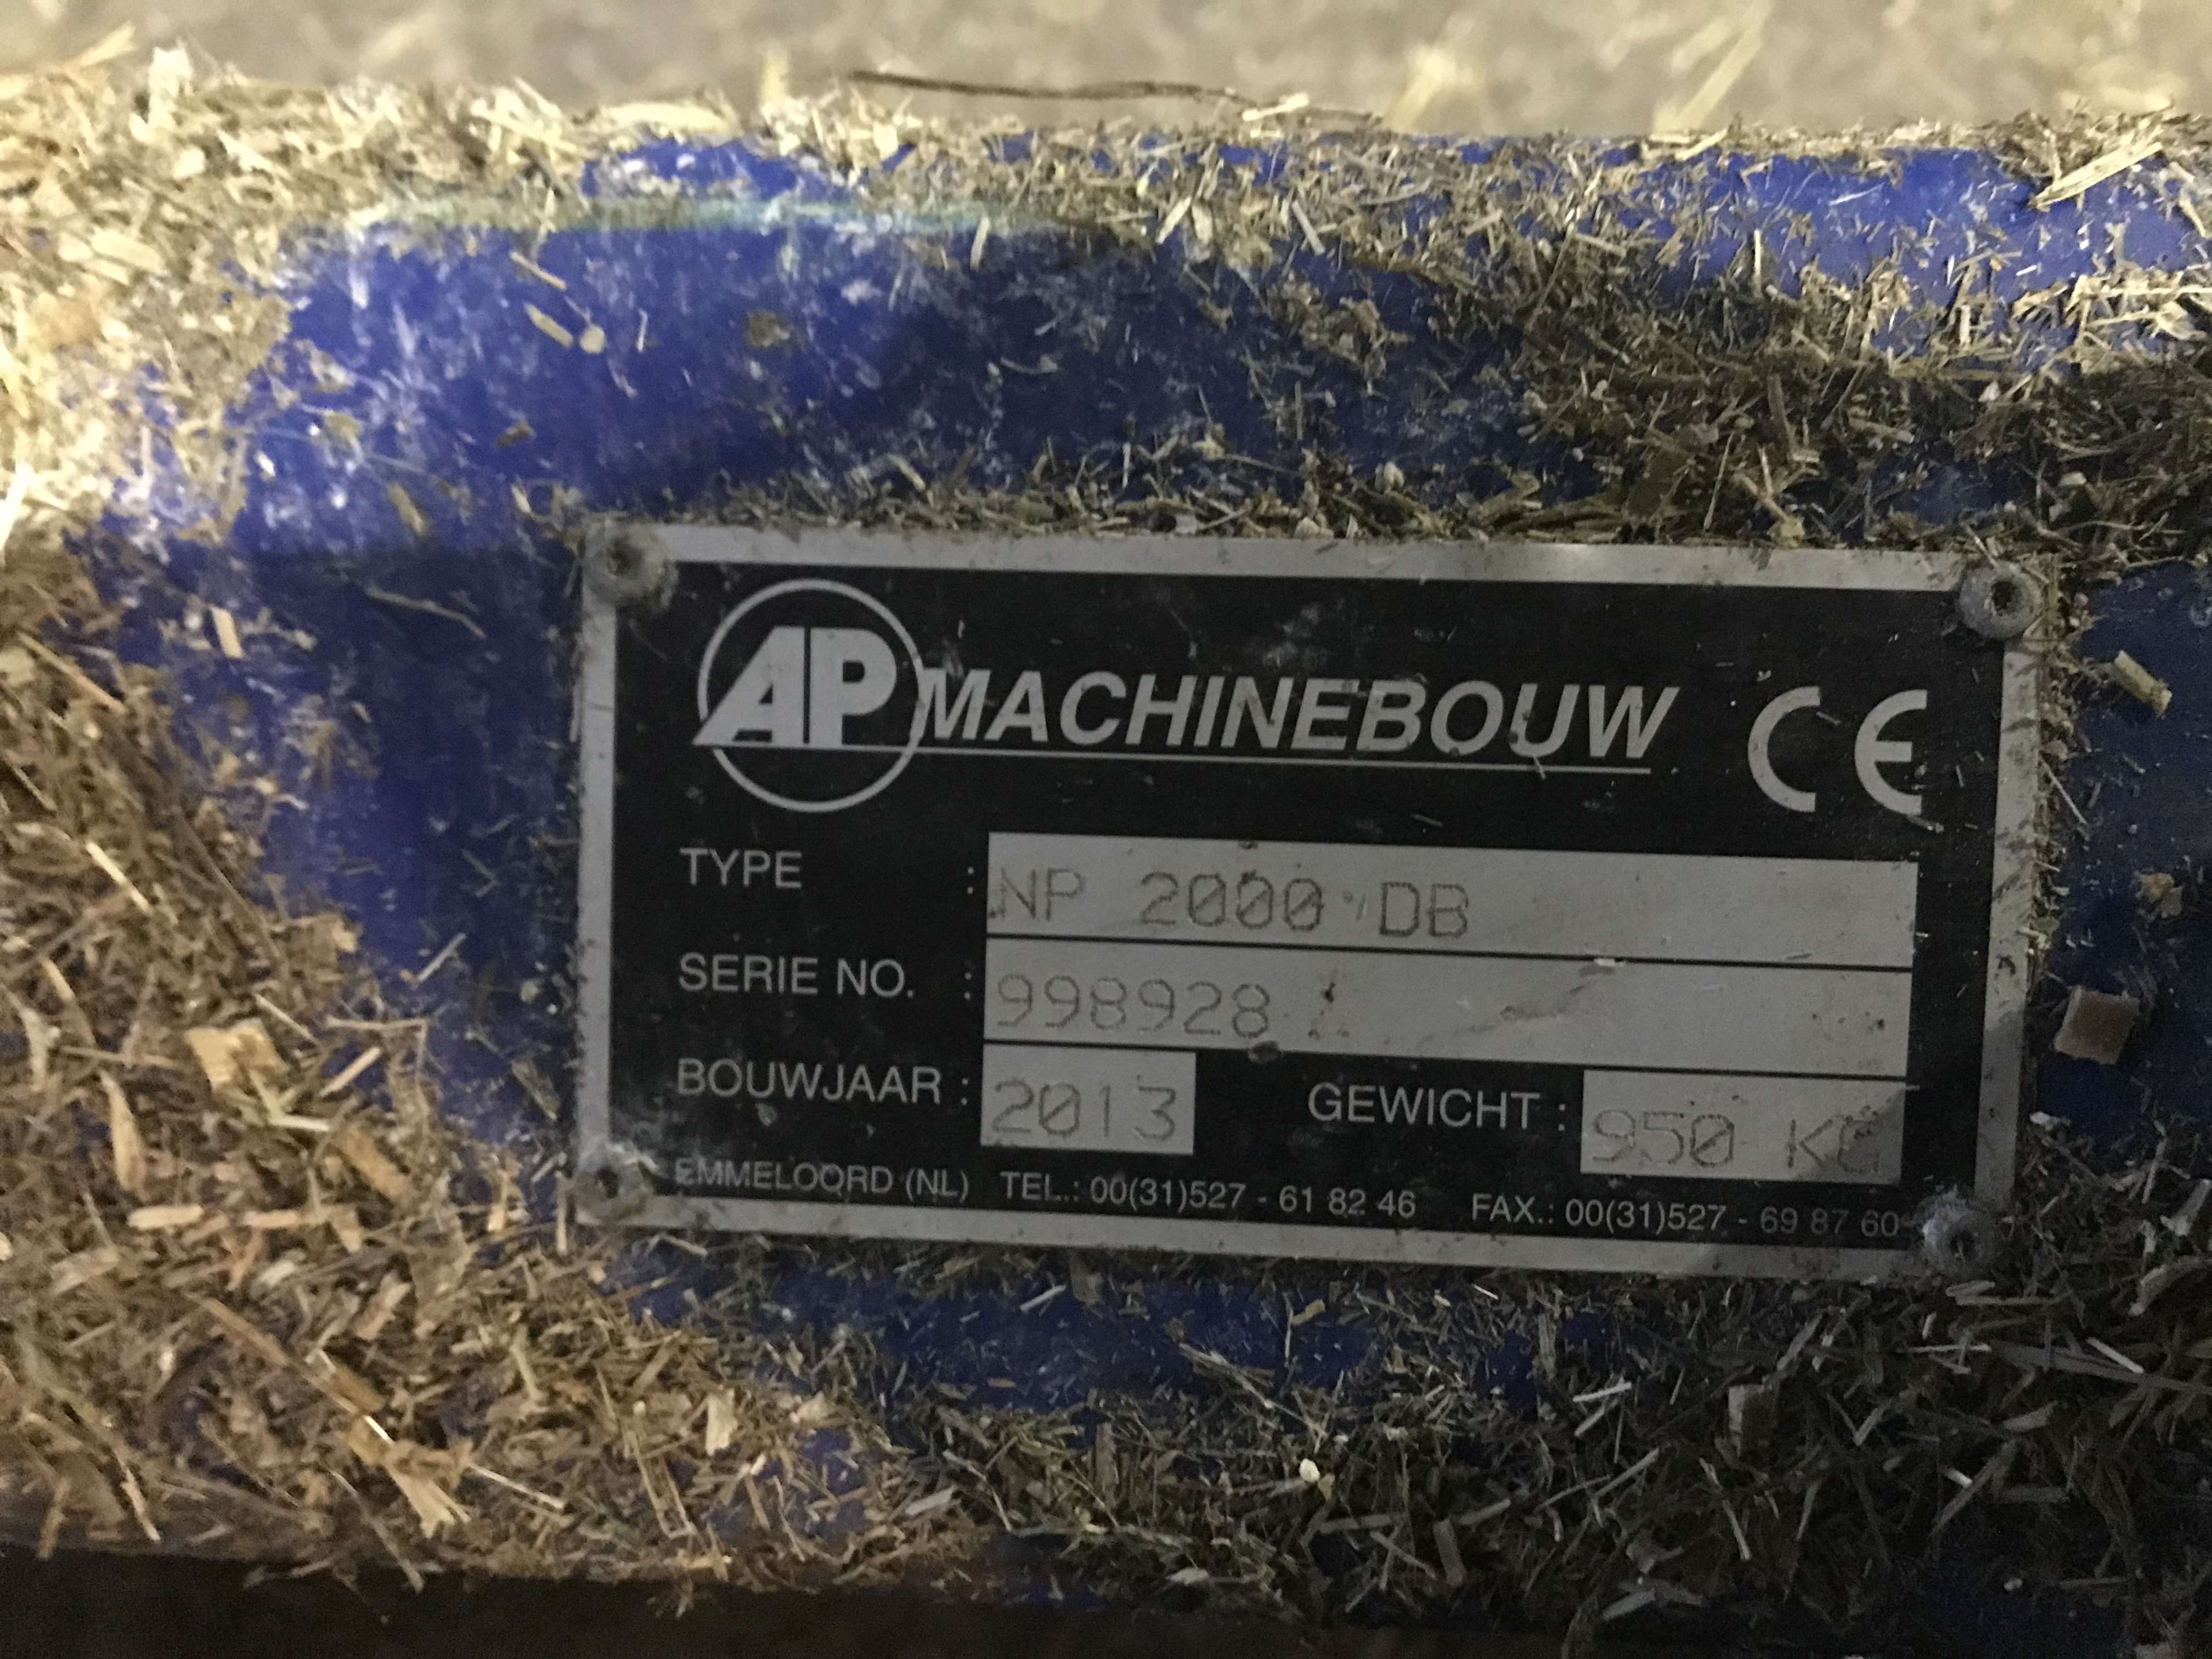 AP MACHINEBOUW CE
TYPE : NP 2000 DB
SERIE NO. : 998928
BOUWJAAR : 2013 GEWICHT : 950 KG
EMMELOORD (NL) TEL.: 00(31)527 - 61 82 46 FAX.: 00(31)527 - 69 87 60